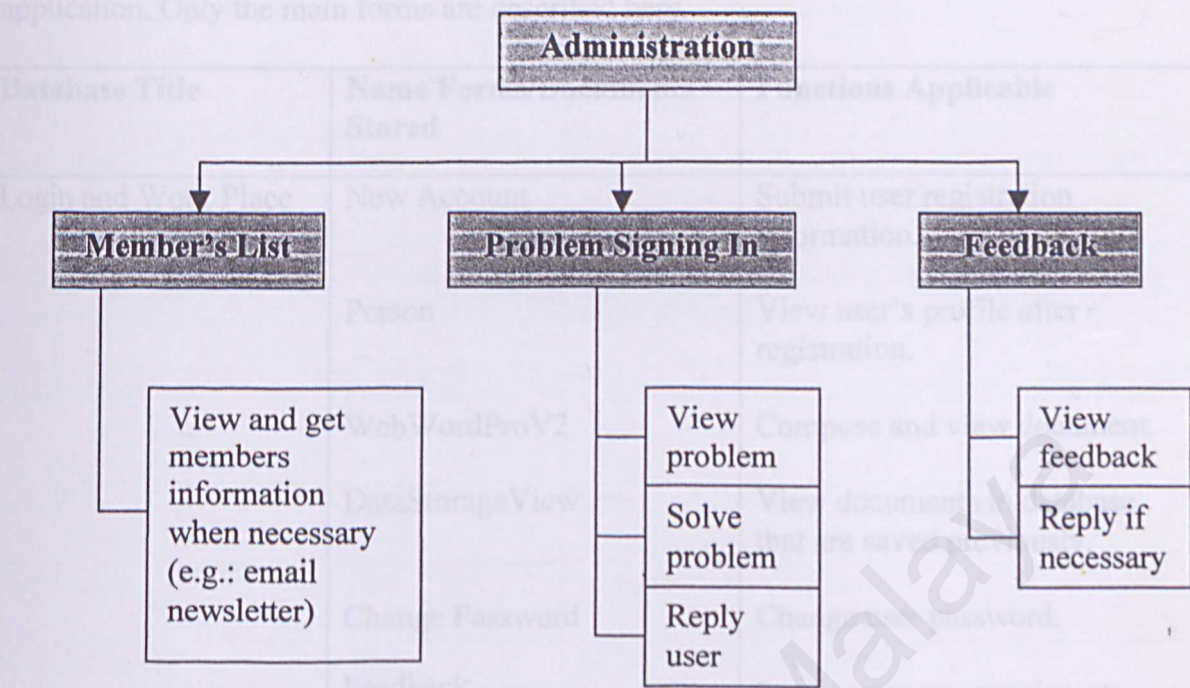 application. Only the main forms are described here
Administration
Database Title
Name Forms/Documents
Stored
Functions Applicable
Login and Work Place
New Account
Submit user registration
information.
Member's List
Problem Signing In
Feedback
Person
View user's profile after
registration.
View and get
members
information
when necessary
(e.g.: email
newsletter)
View
problem
Solve
problem
Reply
user
View
feedback
Reply if
necessary
WebWordProV2
Compose and view document.
DataStorageView
View documents
that are saved previously.
Change Password
Change user password.
Feedback
Malaya